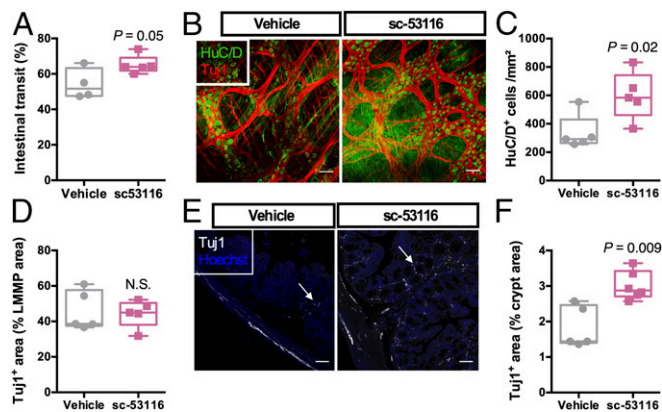 A
P = 0.05
Intestinal transit (%)
100
80
60
40
20
0
Vehicle sc53116
B
Vehicle sc-53116
HuC/D
Tuj1
C
P = 0.02
HuC/D+ cells /mm²
1000
800
600
400
200
0
Vehicle sc-53116
D
N.S.
Tuj1+ area (% LMMP area)
80
60
40
20
0
Vehicle sc-53116
E
Vehicle sc-53116
Tuj1
Hoechst
F
P = 0.009
Tuj1+ area (% crypt area)
4
3
2
1
0
Vehicle sc-53116